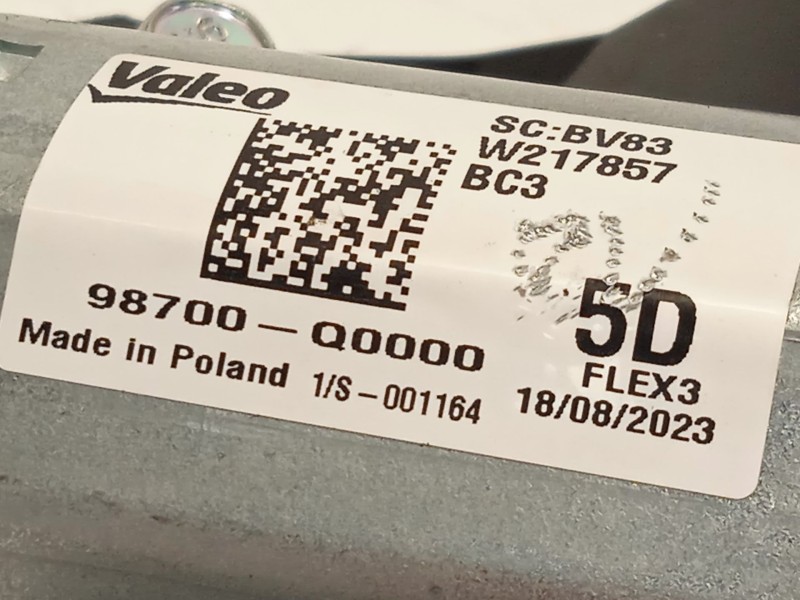 Valeo
SC:BV83
W217857
BC3
5D
FLEX3
98700-Q0000
Made in Poland 1/S-001164
18/08/2023